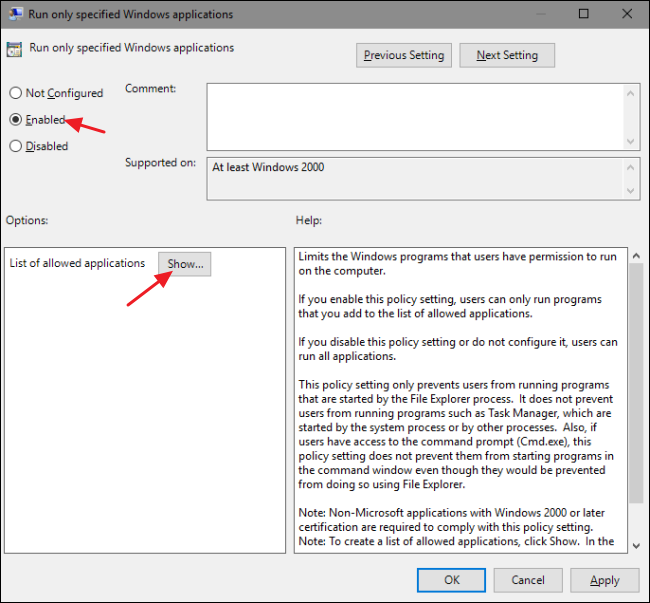 Run only specified Windows applications
Run only specified Windows applications
Previous Setting
Next Setting
Not Configured
Comment:
Enabled
Disabled
Supported on:
At least Windows 2000
Options:
Help:
List of allowed applications
Show...
Limits the Windows programs that users have permission to run
on the computer.
If you enable this policy setting, users can only run programs
that you add to the list of allowed applications.
If you disable this policy setting or do not configure it, users can
run all applications.
This policy setting only prevents users from running programs
that are started by the File Explorer process.  It does not prevent
users from running programs such as Task Manager, which are
started by the system process or by other processes.  Also, if
users have access to the command prompt (Cmd.exe), this
policy setting does not prevent them from starting programs in
the command window even though they would be prevented
from doing so using File Explorer.
Note: Non-Microsoft applications with Windows 2000 or later
certification are required to comply with this policy setting.
Note: To create a list of allowed applications, click Show.  In the
OK
Cancel
Apply